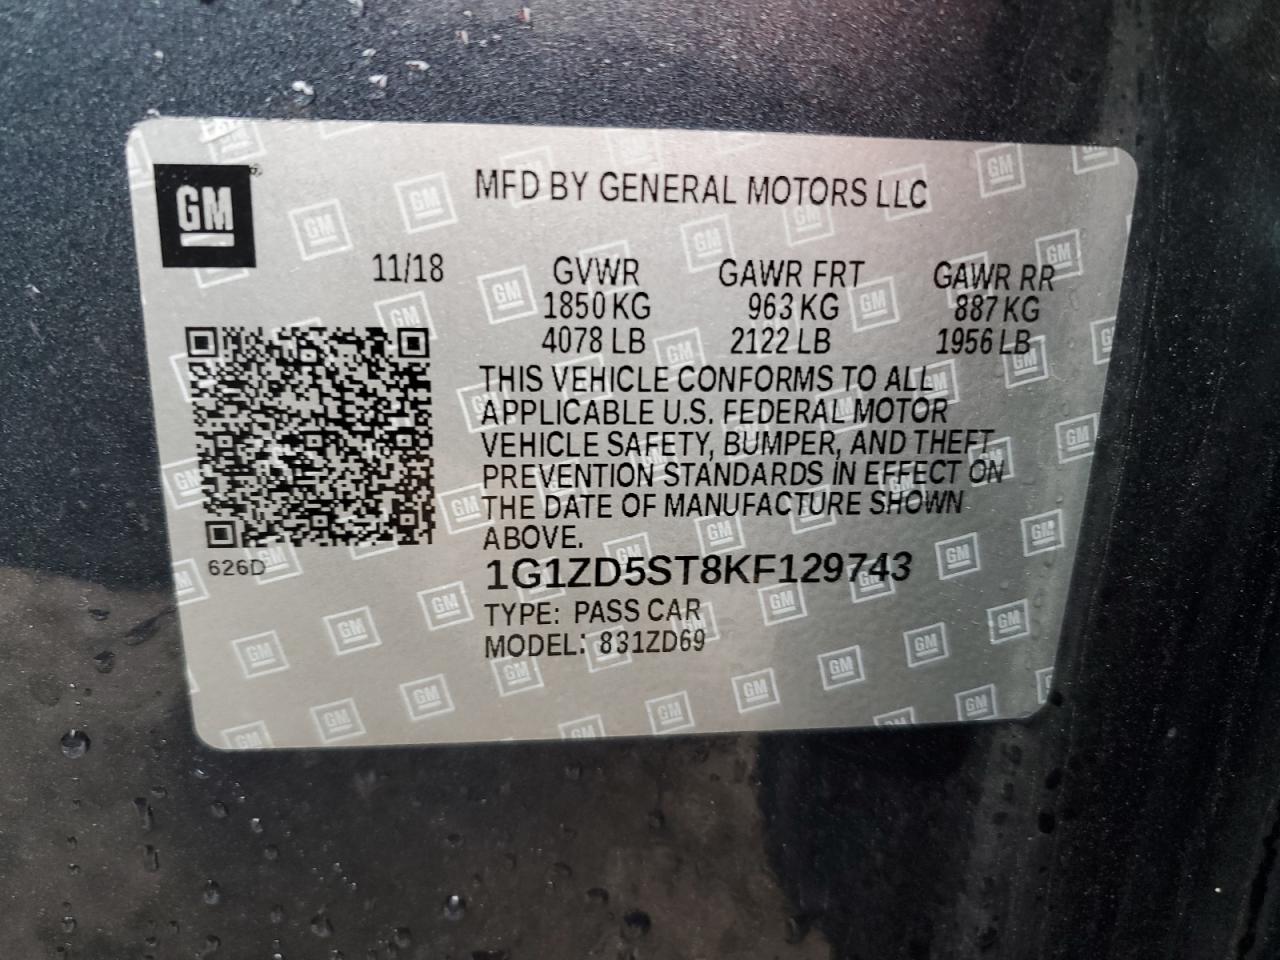 GM
MFD BY GENERAL MOTORS LLC
11/18 GVWR GAWR FRT GAWR RR
1850 KG 963 KG 887 KG
4078 LB 2122 LB 1956 LB
THIS VEHICLE CONFORMS TO ALL
APPLICABLE U.S. FEDERAL MOTOR
VEHICLE SAFETY, BUMPER, AND THEFT
PREVENTION STANDARDS IN EFFECT ON
THE DATE OF MANUFACTURE SHOWN
ABOVE.
626D
1G1ZD5ST8KF129743
TYPE: PASS CAR
MODEL: 831ZD69